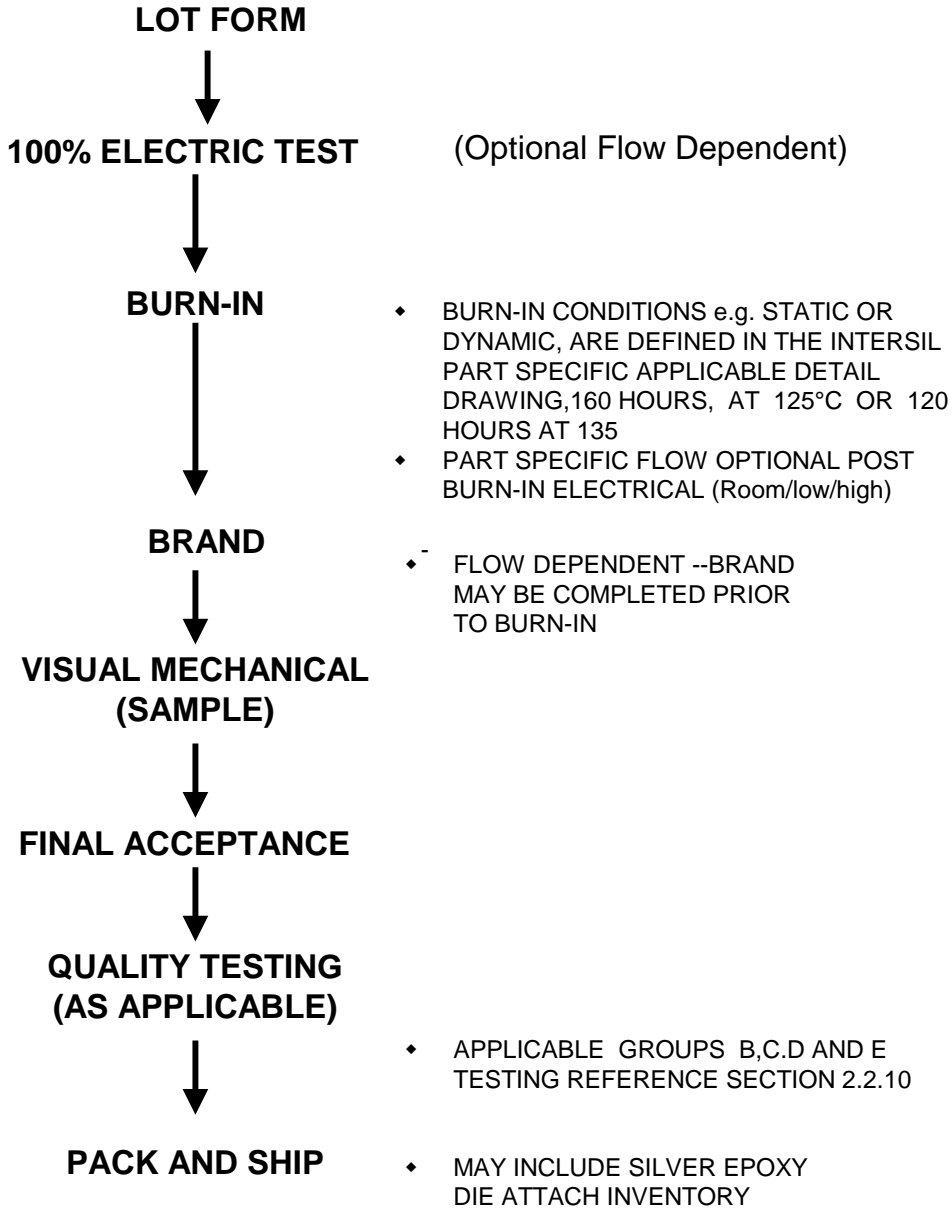 LOT FORM
100% ELECTRIC TEST
(Optional Flow Dependent)
BURN-IN
◆ BURN-IN CONDITIONS e.g. STATIC OR
DYNAMIC, ARE DEFINED IN THE INTERSIL
PART SPECIFIC APPLICABLE DETAIL
DRAWING,160 HOURS, AT 125°C OR 120
HOURS AT 135
◆ PART SPECIFIC FLOW OPTIONAL POST
BURN-IN ELECTRICAL (Room/low/high)
BRAND
◆ - FLOW DEPENDENT --BRAND
MAY BE COMPLETED PRIOR
TO BURN-IN
VISUAL MECHANICAL
(SAMPLE)
FINAL ACCEPTANCE
QUALITY TESTING
(AS APPLICABLE)
◆ APPLICABLE GROUPS B,C.D AND E
TESTING REFERENCE SECTION 2.2.10
PACK AND SHIP
◆ MAY INCLUDE SILVER EPOXY
DIE ATTACH INVENTORY